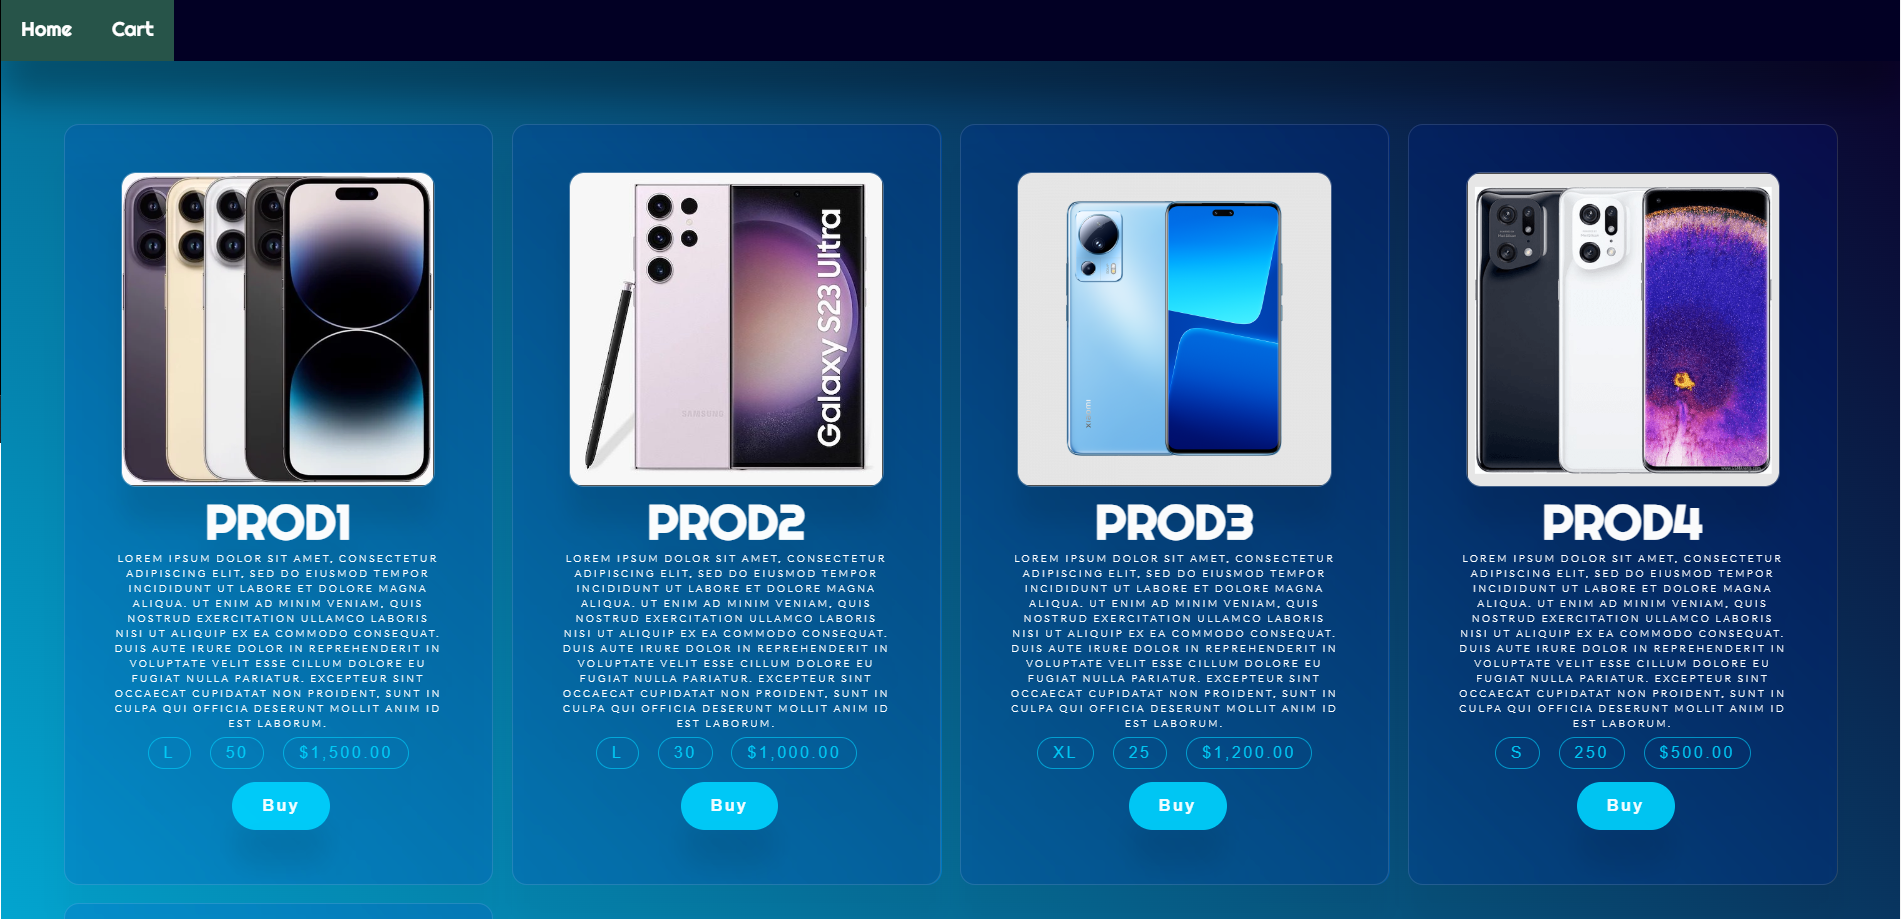 Home Cart
Galaxy S23 Ultra
SAMSUNG
XIAOMI
PROD1
LOREM IPSUM DOLOR SIT AMET, CONSECTETUR
ADIPISCING ELIT, SED DO EIUSMOD TEMPOR
INCIDIDUNT UT LABORE ET DOLORE MAGNA
ALIQUA. UT ENIM AD MINIM VENIAM, QUIS
NOSTRUD EXERCITATION ULLAMCO LABORIS
NISI UT ALIQUIP EX EA COMMODO CONSEQUAT.
DUIS AUTE IRURE DOLOR IN REPREHENDERIT IN
VOLUPTATE VELIT ESSE CILLUM DOLORE EU
FUGIAT NULLA PARIATUR. EXCEPTEUR SINT
OCCAECAT CUPIDATAT NON PROIDENT, SUNT IN
CULPA QUI OFFICIA DESERUNT MOLLIT ANIM ID
EST LABORUM.
L 50 $1,500.00
Buy
PROD2
LOREM IPSUM DOLOR SIT AMET, CONSECTETUR
ADIPISCING ELIT, SED DO EIUSMOD TEMPOR
INCIDIDUNT UT LABORE ET DOLORE MAGNA
ALIQUA. UT ENIM AD MINIM VENIAM, QUIS
NOSTRUD EXERCITATION ULLAMCO LABORIS
NISI UT ALIQUIP EX EA COMMODO CONSEQUAT.
DUIS AUTE IRURE DOLOR IN REPREHENDERIT IN
VOLUPTATE VELIT ESSE CILLUM DOLORE EU
FUGIAT NULLA PARIATUR. EXCEPTEUR SINT
OCCAECAT CUPIDATAT NON PROIDENT, SUNT IN
CULPA QUI OFFICIA DESERUNT MOLLIT ANIM ID
EST LABORUM.
L 30 $1,000.00
Buy
PROD3
LOREM IPSUM DOLOR SIT AMET, CONSECTETUR
ADIPISCING ELIT, SED DO EIUSMOD TEMPOR
INCIDIDUNT UT LABORE ET DOLORE MAGNA
ALIQUA. UT ENIM AD MINIM VENIAM, QUIS
NOSTRUD EXERCITATION ULLAMCO LABORIS
NISI UT ALIQUIP EX EA COMMODO CONSEQUAT.
DUIS AUTE IRURE DOLOR IN REPREHENDERIT IN
VOLUPTATE VELIT ESSE CILLUM DOLORE EU
FUGIAT NULLA PARIATUR. EXCEPTEUR SINT
OCCAECAT CUPIDATAT NON PROIDENT, SUNT IN
CULPA QUI OFFICIA DESERUNT MOLLIT ANIM ID
EST LABORUM.
XL 25 $1,200.00
Buy
PROD4
LOREM IPSUM DOLOR SIT AMET, CONSECTETUR
ADIPISCING ELIT, SED DO EIUSMOD TEMPOR
INCIDIDUNT UT LABORE ET DOLORE MAGNA
ALIQUA. UT ENIM AD MINIM VENIAM, QUIS
NOSTRUD EXERCITATION ULLAMCO LABORIS
NISI UT ALIQUIP EX EA COMMODO CONSEQUAT.
DUIS AUTE IRURE DOLOR IN REPREHENDERIT IN
VOLUPTATE VELIT ESSE CILLUM DOLORE EU
FUGIAT NULLA PARIATUR. EXCEPTEUR SINT
OCCAECAT CUPIDATAT NON PROIDENT, SUNT IN
CULPA QUI OFFICIA DESERUNT MOLLIT ANIM ID
EST LABORUM.
S 250 $500.00
Buy